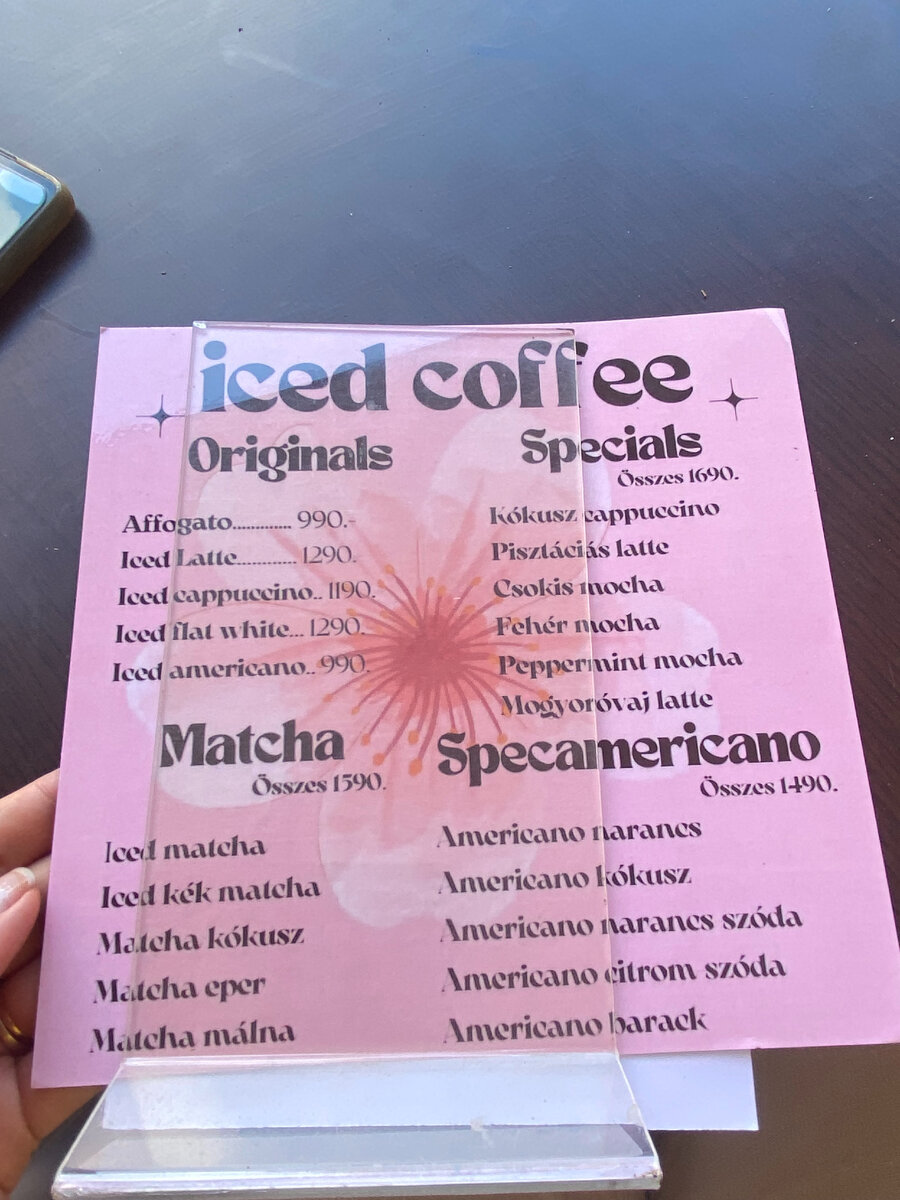 iced coffee
Originals
Affogato............. 990.-
Iced Latte............ 1290.
Iced cappuccino.. 1190.
Iced flat white... 1290.
Iced americano.. 990.
Specials
Összes 1690.
Kókusz cappuccino
Pisztáciás latte
Csokis mocha
Fehér mocha
Peppermint mocha
Mogyoróvaj latte
Matcha
Összes 1590.
Iced matcha
Iced kék matcha
Matcha kókusz
Matcha eper
Matcha málna
Specamericano
Összes 1490.
Americano narancs
Americano kókusz
Americano narancs szóda
Americano citrom szóda
Americano barack